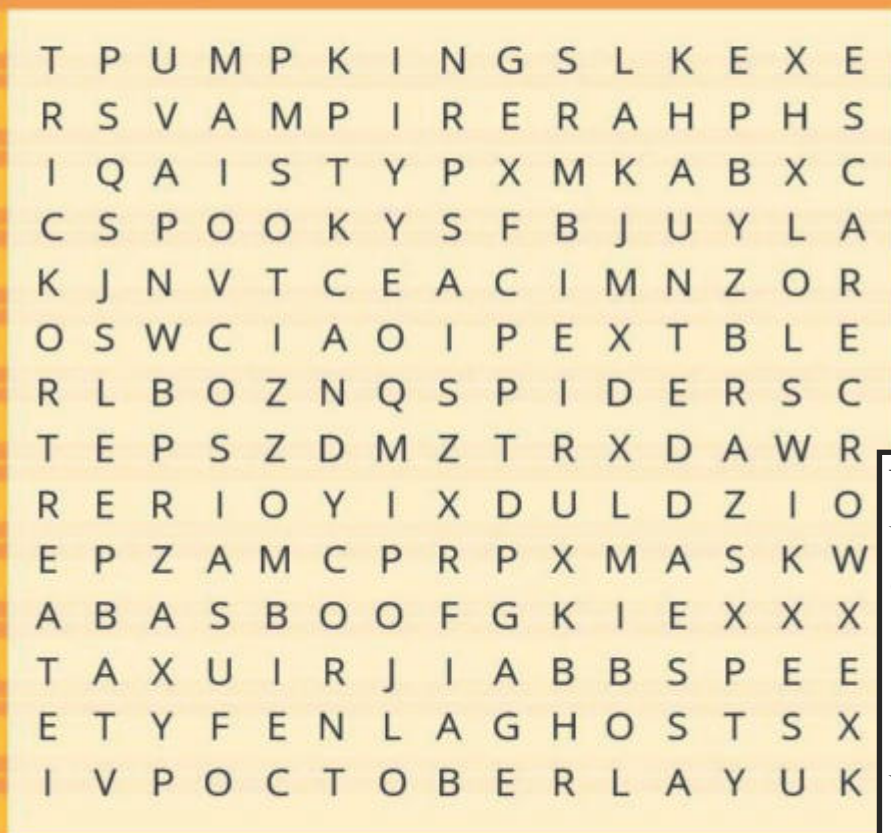 T P U M P K I N G S L K E X E
R S V A M P I R E R A H P H S
I Q A I S T Y P X M K A B X C
C S P O O K Y S F B J U Y L A
K J N V T C E A C I M N Z O R
O S W C I A O I P E X T B L E
R L B O Z N Q S P I D E R S C
T E P S Z D M Z T R X D A W R
R E R I O Y I X D U L D Z I O
E P Z A M C P R P X M A S K W
A B A S B O O F G K I E X X X
T A X U I R J I A B B S P E E
E T Y F E N L A G H O S T S X
I V P O C T O B E R L A Y U K